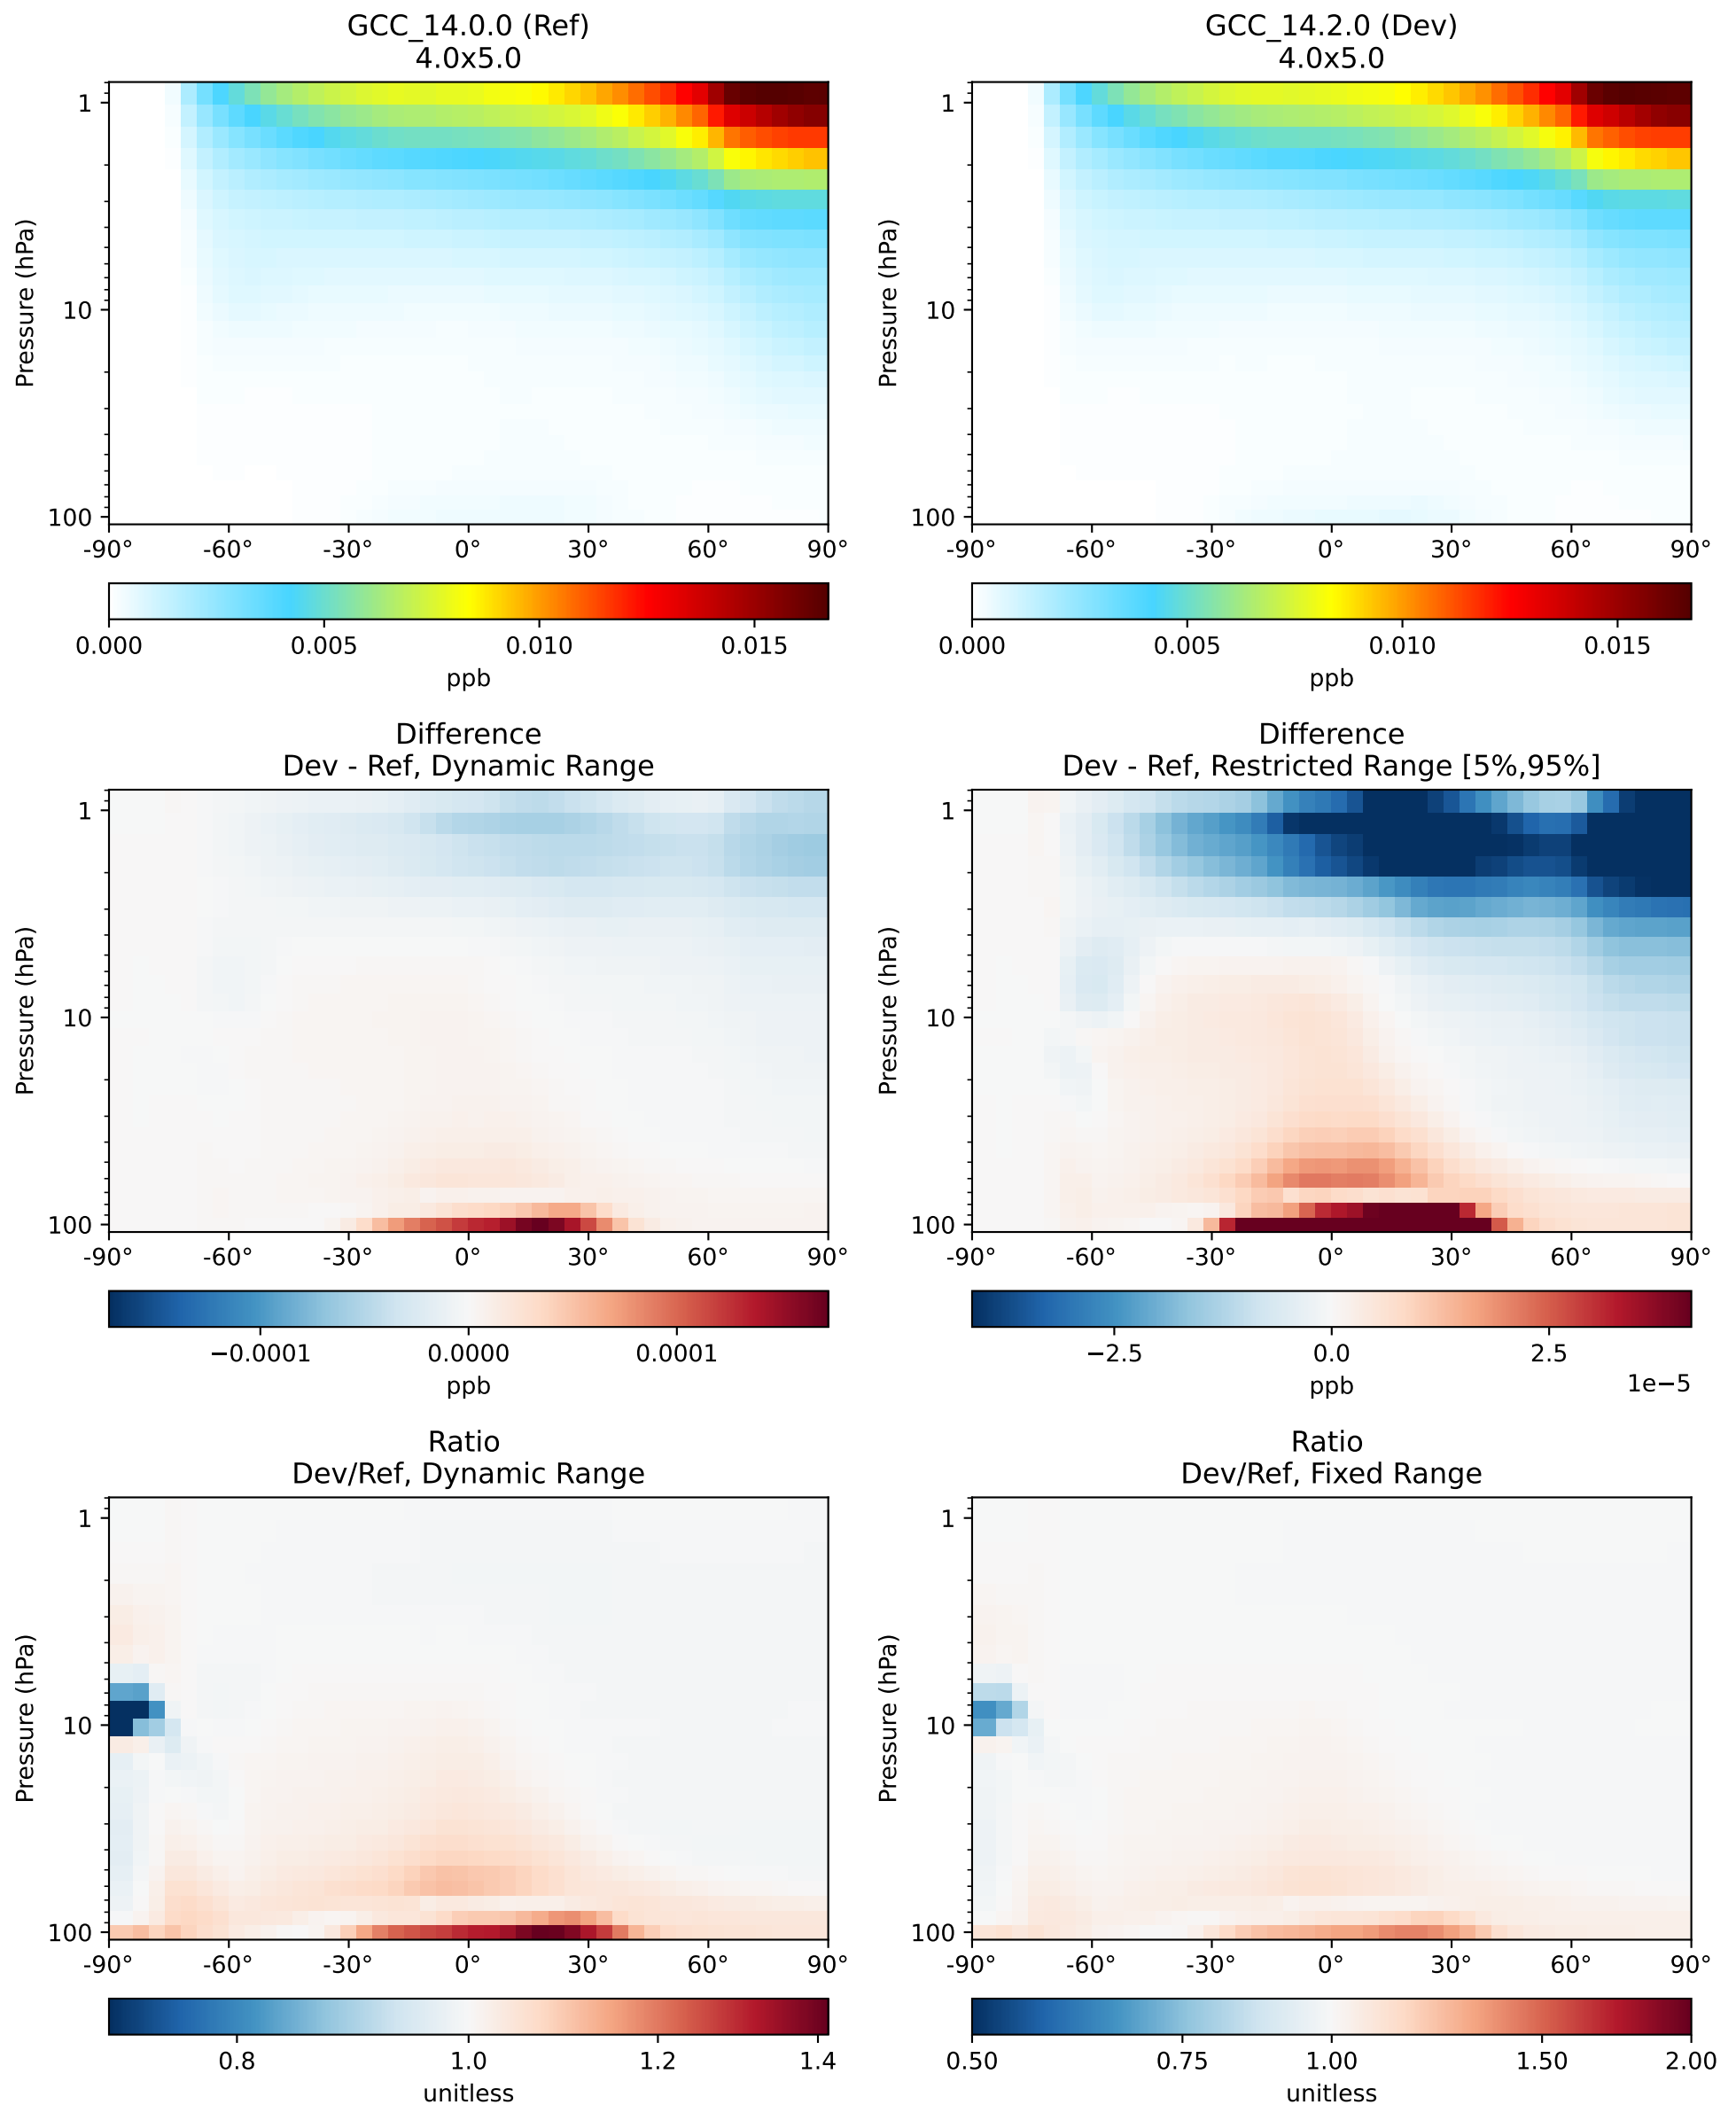 GCC_14.0.0 (Ref)
4.0x5.0
Pressure (hPa)
1
10
100
-90° -60° -30° 0° 30° 60° 90°
0.000 0.005 0.010 0.015
ppb
GCC_14.2.0 (Dev)
4.0x5.0
Pressure (hPa)
1
10
100
-90° -60° -30° 0° 30° 60° 90°
0.000 0.005 0.010 0.015
ppb
Difference
Dev - Ref, Dynamic Range
Pressure (hPa)
1
10
100
-90° -60° -30° 0° 30° 60° 90°
−0.0001 0.0000 0.0001
ppb
Difference
Dev - Ref, Restricted Range [5%,95%]
Pressure (hPa)
1
10
100
-90° -60° -30° 0° 30° 60° 90°
−2.5 0.0 2.5
1e−5
ppb
Ratio
Dev/Ref, Dynamic Range
Pressure (hPa)
1
10
100
-90° -60° -30° 0° 30° 60° 90°
0.8 1.0 1.2 1.4
unitless
Ratio
Dev/Ref, Fixed Range
Pressure (hPa)
1
10
100
-90° -60° -30° 0° 30° 60° 90°
0.50 0.75 1.00 1.50 2.00
unitless